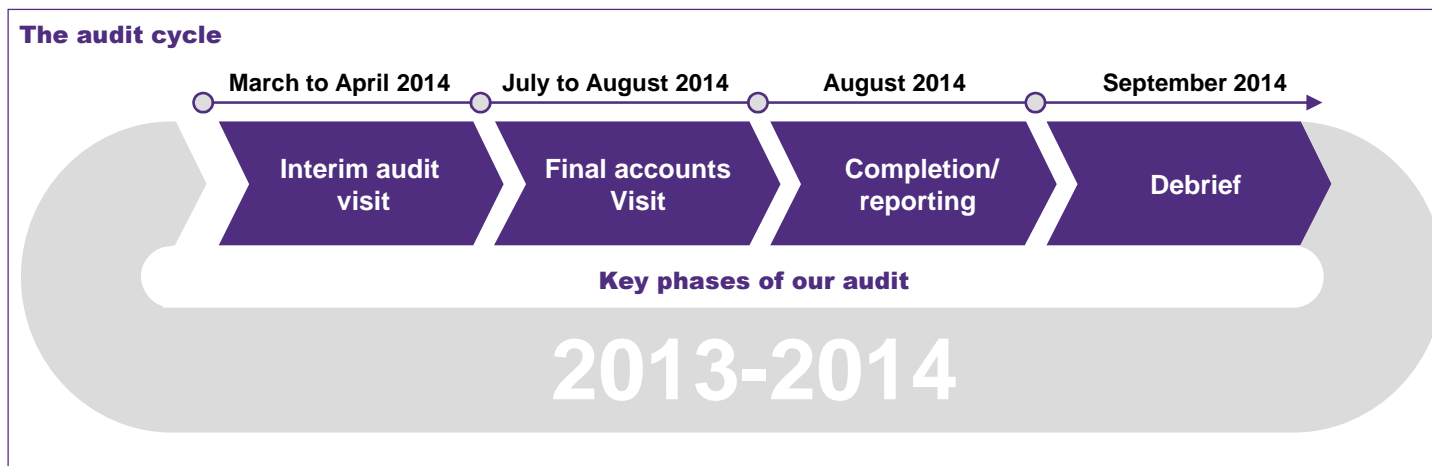 The audit cycle
March to April 2014
July to August 2014
August 2014
September 2014
Interim audit
visit
Final accounts
Visit
Completion/
reporting
Debrief
Key phases of our audit
2013-2014